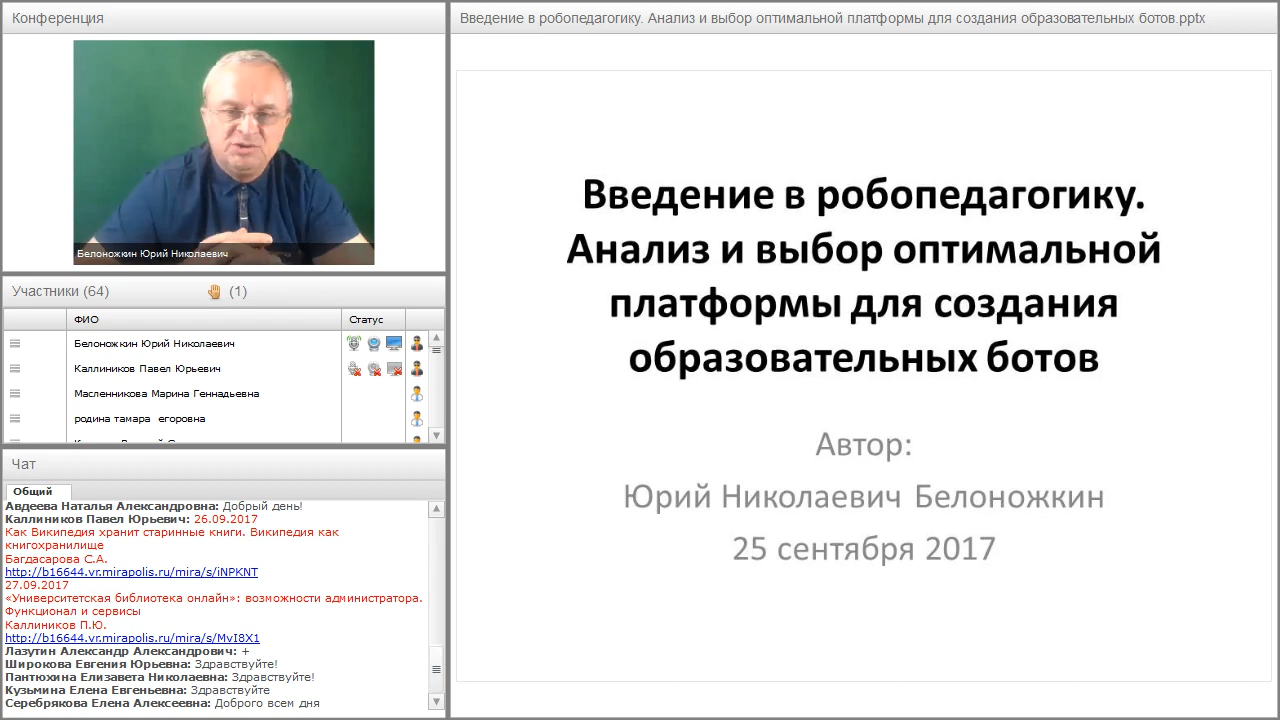 Конференция
Белоножкин Юрий Николаевич
Участники (64) (1)
ФИО Статус
Белоножкин Юрий Николаевич
Каллиников Павел Юрьевич
Масленникова Марина Геннадьевна
родина тамара егоровна
Чат
Общий
Авдеева Наталья Александровна: Добрый день!
Каллиников Павел Юрьевич: 26.09.2017
Как Википедия хранит старинные книги. Википедия как
книгохранилище
Багдасарова С.А.
http://b16644.vr.mirapolis.ru/mira/s/iNPKNT
27.09.2017
«Университетская библиотека онлайн»: возможности администратора.
Функционал и сервисы
Каллиников П.Ю.
http://b16644.vr.mirapolis.ru/mira/s/MvI8X1
Лазутин Александр Александрович: +
Широкова Евгения Юрьевна: Здравствуйте!
Пантюхина Елизавета Николаевна: Здравствуйте!
Кузьмина Елена Евгеньевна: Здравствуйте
Серебрякова Елена Алексеевна: Доброго всем дня
Введение в робопедагогику. Анализ и выбор оптимальной платформы для создания образовательных ботов.pptx
Введение в робопедагогику.
Анализ и выбор оптимальной
платформы для создания
образовательных ботов
Автор:
Юрий Николаевич Белоножкин
25 сентября 2017